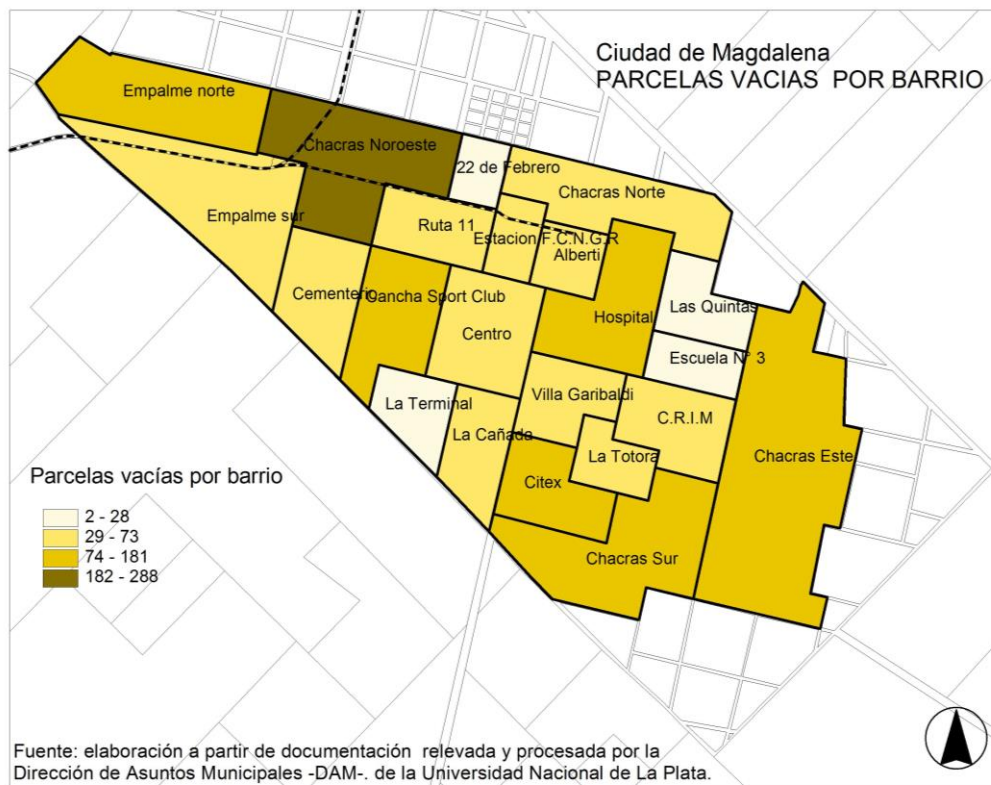 Ciudad de Magdalena
PARCELAS VACIAS POR BARRIO
Empalme norte
Chacras Noroeste
22 de Febrero
Chacras Norte
Empalme sur
Ruta 11
Estacion F.C.N.G.R
Alberti
Cementerio
Cancha Sport Club
Centro
Hospital
Las Quintas
Escuela N° 3
La Terminal
Villa Garibaldi
C.R.I.M
La Cañada
La Totora
Chacras Este
Citex
Chacras Sur
Parcelas vacías por barrio
2 - 28
29 - 73
74 - 181
182 - 288
Fuente: elaboración a partir de documentación relevada y procesada por la
Dirección de Asuntos Municipales -DAM-. de la Universidad Nacional de La Plata.